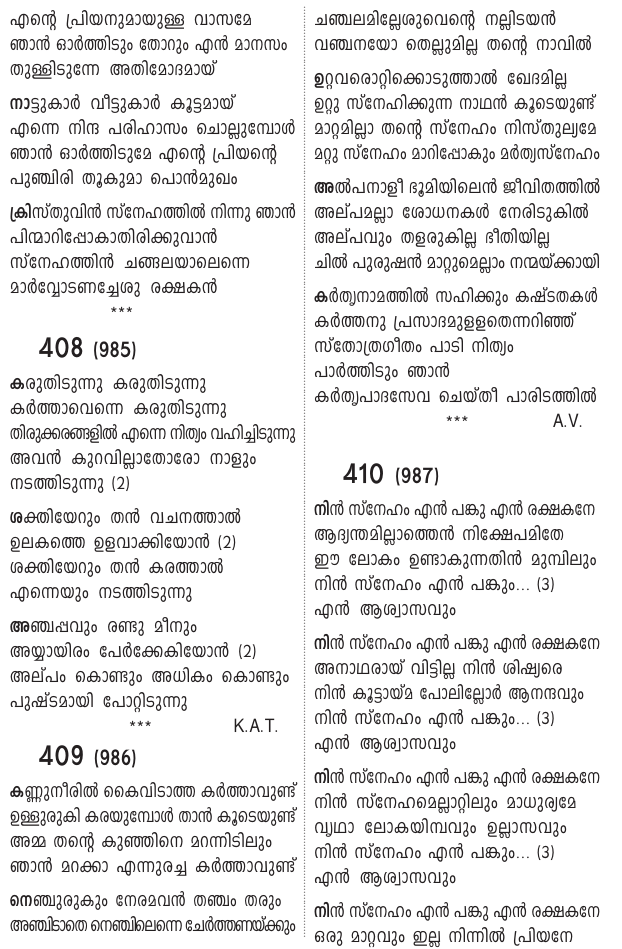 എന്റെ പ്രിയനുമായുള്ള വാസമേ
ഞാൻ ഓർത്തിടും തോറും എൻ മാനസം
തുള്ളിടുന്നേ അതിമോദമായ്
നാട്ടുകാർ വീട്ടുകാർ കൂട്ടമായ്
എന്നെ നിന്ദ പരിഹാസം ചൊല്ലുമ്പോൾ
ഞാൻ ഓർത്തിടുമേ എന്റെ പ്രിയന്റെ
പുഞ്ചിരി തൂകുമാ പൊൻമുഖം
ക്രിസ്തുവിൻ സ്നേഹത്തിൽ നിന്നു ഞാൻ
പിന്മാറിപ്പോകാതിരിക്കുവാൻ
സ്നേഹത്തിൻ ചങ്ങലയാലെന്നെ
മാർവ്വോടണച്ചേശു രക്ഷകൻ
***
408 (985)
കരുതിടുന്നു കരുതിടുന്നു
കർത്താവെന്നെ കരുതിടുന്നു
തിരുക്കരങ്ങളിൽ എന്നെ നിത്യം വഹിച്ചിടുന്നു
അവൻ കുറവില്ലാതോരോ നാളും
നടത്തിടുന്നു (2)
ശക്തിയേറും തൻ വചനത്താൽ
ഉലകത്തെ ഉളവാക്കിയോൻ (2)
ശക്തിയേറും തൻ കരത്താൽ
എന്നെയും നടത്തിടുന്നു
അഞ്ചപ്പവും രണ്ടു മീനും
അയ്യായിരം പേർക്കേകിയോൻ (2)
അല്പം കൊണ്ടും അധികം കൊണ്ടും
പുഷ്ടമായി പോറ്റിടുന്നു
*** K.A.T.
409 (986)
കണ്ണുനീരിൽ കൈവിടാത്ത കർത്താവുണ്ട്
ഉള്ളുരുകി കരയുമ്പോൾ താൻ കൂടെയുണ്ട്
അമ്മ തന്റെ കുഞ്ഞിനെ മറന്നിടിലും
ഞാൻ മറക്കാ എന്നുരച്ച കർത്താവുണ്ട്
നെഞ്ചുരുകും നേരമവൻ തഞ്ചം തരും
അഞ്ചിടാതെ നെഞ്ചിലെന്നെ ചേർത്തണയ്ക്കും
ചഞ്ചലമില്ലേശുവെന്റെ നല്ലിടയൻ
വഞ്ചനയോ തെല്ലുമില്ല തന്റെ നാവിൽ
ഉറ്റവരൊറ്റിക്കൊടുത്താൽ ഖേദമില്ല
ഉറ്റു സ്നേഹിക്കുന്ന നാഥൻ കൂടെയുണ്ട്
മാറ്റമില്ലാ തന്റെ സ്നേഹം നിസ്തുല്യമേ
മറ്റു സ്നേഹം മാറിപ്പോകും മർത്യസ്നേഹം
അൽപനാളീ ഭൂമിയിലെൻ ജീവിതത്തിൽ
അല്പമല്ലാ ശോധനകൾ നേരിടുകിൽ
അല്പവും തളരുകില്ല ഭീതിയില്ല
ചിൽ പുരുഷൻ മാറ്റുമെല്ലാം നന്മയ്ക്കായി
കർതൃനാമത്തിൽ സഹിക്കും കഷ്ടതകൾ
കർത്തനു പ്രസാദമുളളതെന്നറിഞ്ഞ്
സ്തോത്രഗീതം പാടി നിത്യം
പാർത്തിടും ഞാൻ
കർതൃപാദസേവ ചെയ്തീ പാരിടത്തിൽ
*** A.V.
410 (987)
നിൻ സ്നേഹം എൻ പങ്കു എൻ രക്ഷകനേ
ആദ്യന്തമില്ലാത്തെൻ നിക്ഷേപമിതേ
ഈ ലോകം ഉണ്ടാകുന്നതിൻ മുമ്പിലും
നിൻ സ്നേഹം എൻ പങ്കും... (3)
എൻ ആശ്വാസവും
നിൻ സ്നേഹം എൻ പങ്കു എൻ രക്ഷകനേ
അനാഥരായ് വിട്ടില്ല നിൻ ശിഷ്യരെ
നിൻ കൂട്ടായ്മ പോലില്ലോർ ആനന്ദവും
നിൻ സ്നേഹം എൻ പങ്കും... (3)
എൻ ആശ്വാസവും
നിൻ സ്നേഹം എൻ പങ്കു എൻ രക്ഷകനേ
നിൻ സ്നേഹമെല്ലാറ്റിലും മാധുര്യമേ
വൃഥാ ലോകയിമ്പവും ഉല്ലാസവും
നിൻ സ്നേഹം എൻ പങ്കും... (3)
എൻ ആശ്വാസവും
നിൻ സ്നേഹം എൻ പങ്കു എൻ രക്ഷകനേ
ഒരു മാറ്റവും ഇല്ല നിന്നിൽ പ്രിയനേ